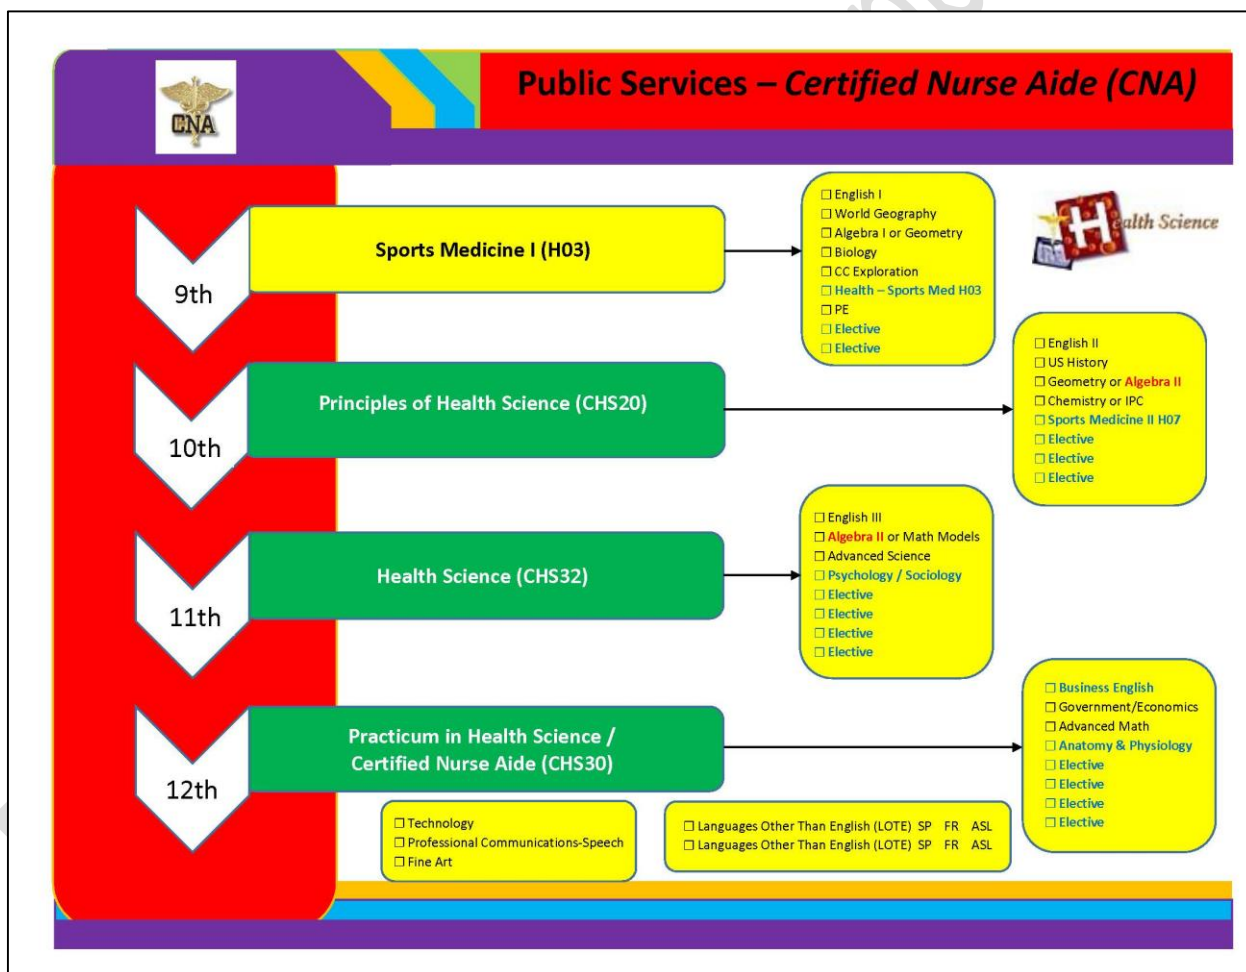 CNA
Public Services – Certified Nurse Aide (CNA)
Health Science
9th
Sports Medicine I (H03)
☐ English I
☐ World Geography
☐ Algebra I or Geometry
☐ Biology
☐ CC Exploration
☐ Health – Sports Med H03
☐ PE
☐ Elective
☐ Elective
10th
Principles of Health Science (CHS20)
☐ English II
☐ US History
☐ Geometry or Algebra II
☐ Chemistry or IPC
☐ Sports Medicine II H07
☐ Elective
☐ Elective
☐ Elective
11th
Health Science (CHS32)
☐ English III
☐ Algebra II or Math Models
☐ Advanced Science
☐ Psychology / Sociology
☐ Elective
☐ Elective
☐ Elective
☐ Elective
12th
Practicum in Health Science /
Certified Nurse Aide (CHS30)
☐ Business English
☐ Government/Economics
☐ Advanced Math
☐ Anatomy & Physiology
☐ Elective
☐ Elective
☐ Elective
☐ Elective
☐ Technology
☐ Professional Communications-Speech
☐ Fine Art
☐ Languages Other Than English (LOTE) SP FR ASL
☐ Languages Other Than English (LOTE) SP FR ASL